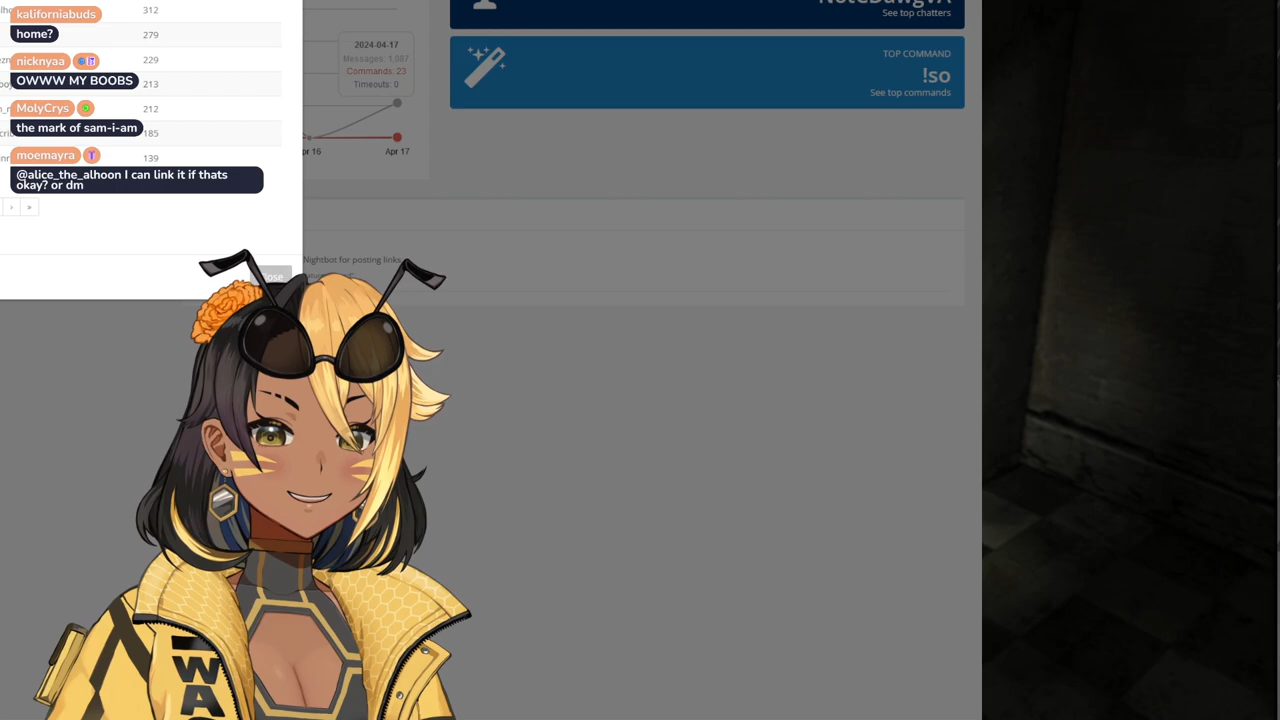 kaliforniabuds
312
home?
279
nicknyaa
229
OWWW MY BOOBS
213
MolyCrys
212
the mark of sam-i-am
185
moemayra
139
@alice_the_alhoon I can link it if thats
okay? or dm
›
»
2024-04-17
Messages: 1,087
Commands: 23
Timeouts: 0
pr 16
Apr 17
See top chatters
TOP COMMAND
!so
See top commands
Nightbot for posting links
WAS